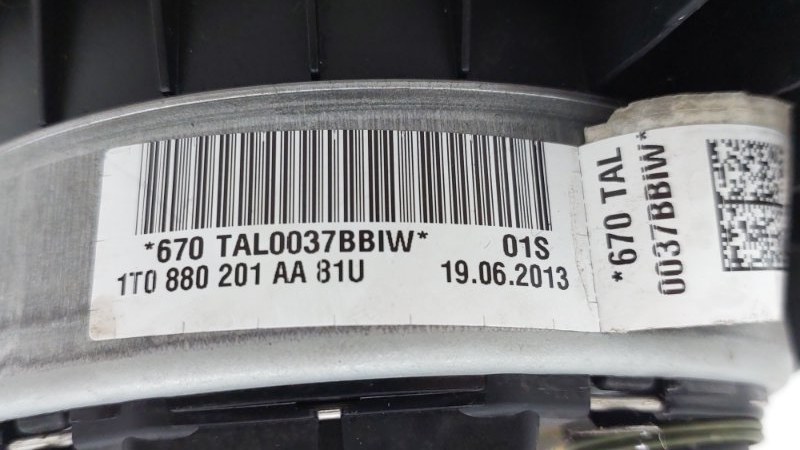 *670 TAL0037BBIW* 01S
1T0 880 201 AA 81U 19.06.2013
*670 TAL
0037BBIW*